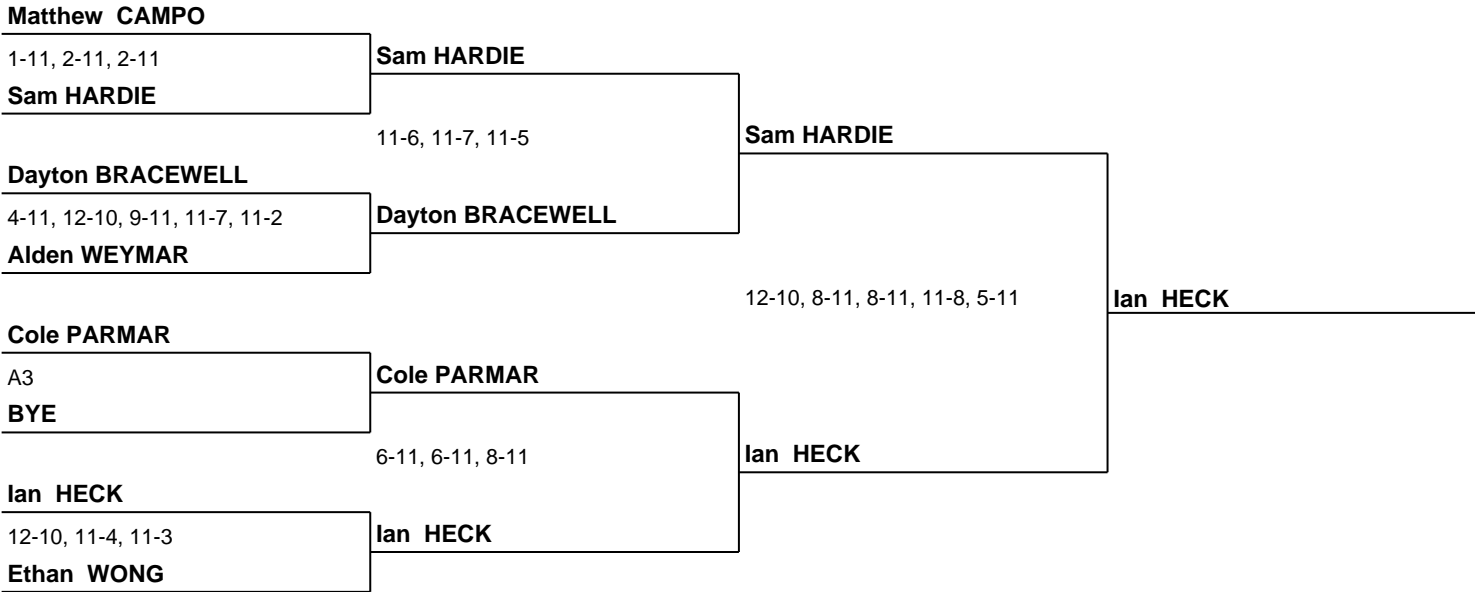 Matthew  CAMPO
1-11, 2-11, 2-11
Sam HARDIE
Sam HARDIE
11-6, 11-7, 11-5
Sam HARDIE
Dayton BRACEWELL
4-11, 12-10, 9-11, 11-7, 11-2
Dayton BRACEWELL
Alden WEYMAR
12-10, 8-11, 8-11, 11-8, 5-11
Ian  HECK
Cole PARMAR
A3
Cole PARMAR
BYE
6-11, 6-11, 8-11
Ian  HECK
Ian  HECK
12-10, 11-4, 11-3
Ian  HECK
Ethan  WONG